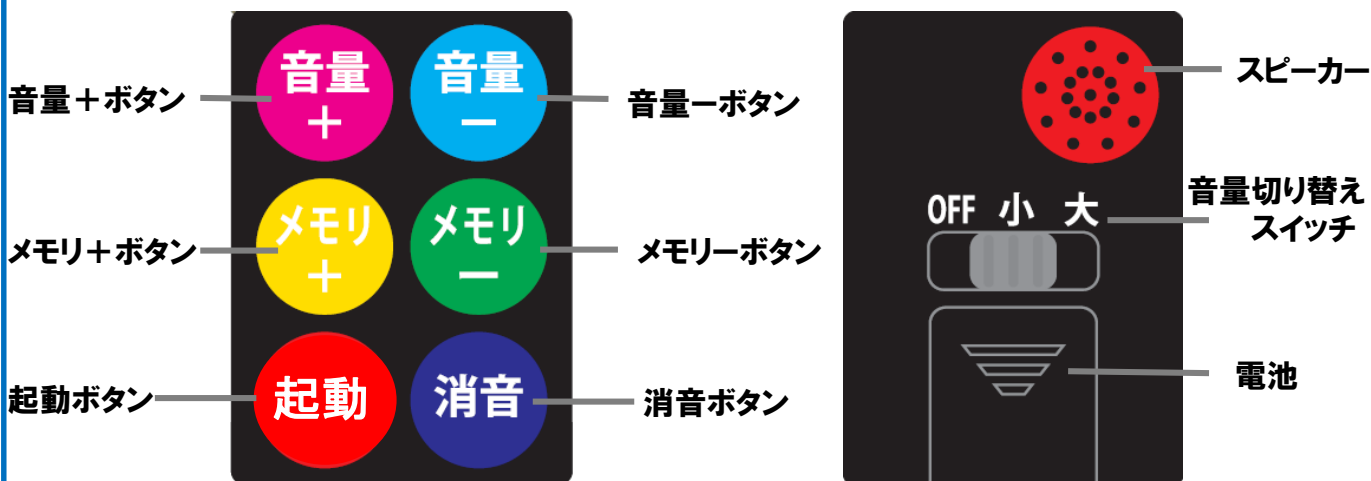 音量＋ボタン
音量
＋
音量
－
音量ーボタン
メモリ＋ボタン
メモリ
＋
メモリ
－
メモリーボタン
起動ボタン
起動
消音
消音ボタン
スピーカー
OFF 小 大
音量切り替え
スイッチ
電池